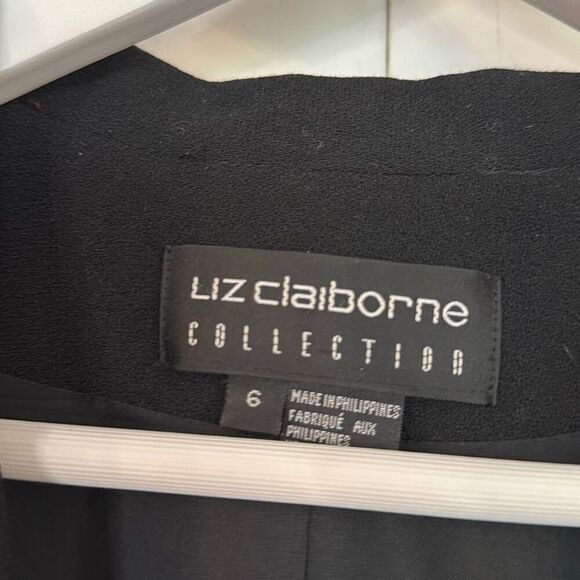 Liz claiborne
COLLECTION
6
MADE IN PHILIPPINES
FABRIQUÉ AUX
PHILIPPINES